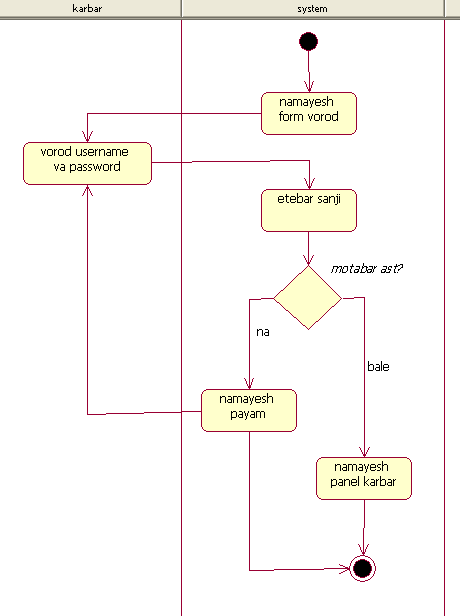 karbar
system
namayesh
form vorod
vorod username
va password
etebar sanji
motabar ast?
na
bale
namayesh
payam
namayesh
panel karbar